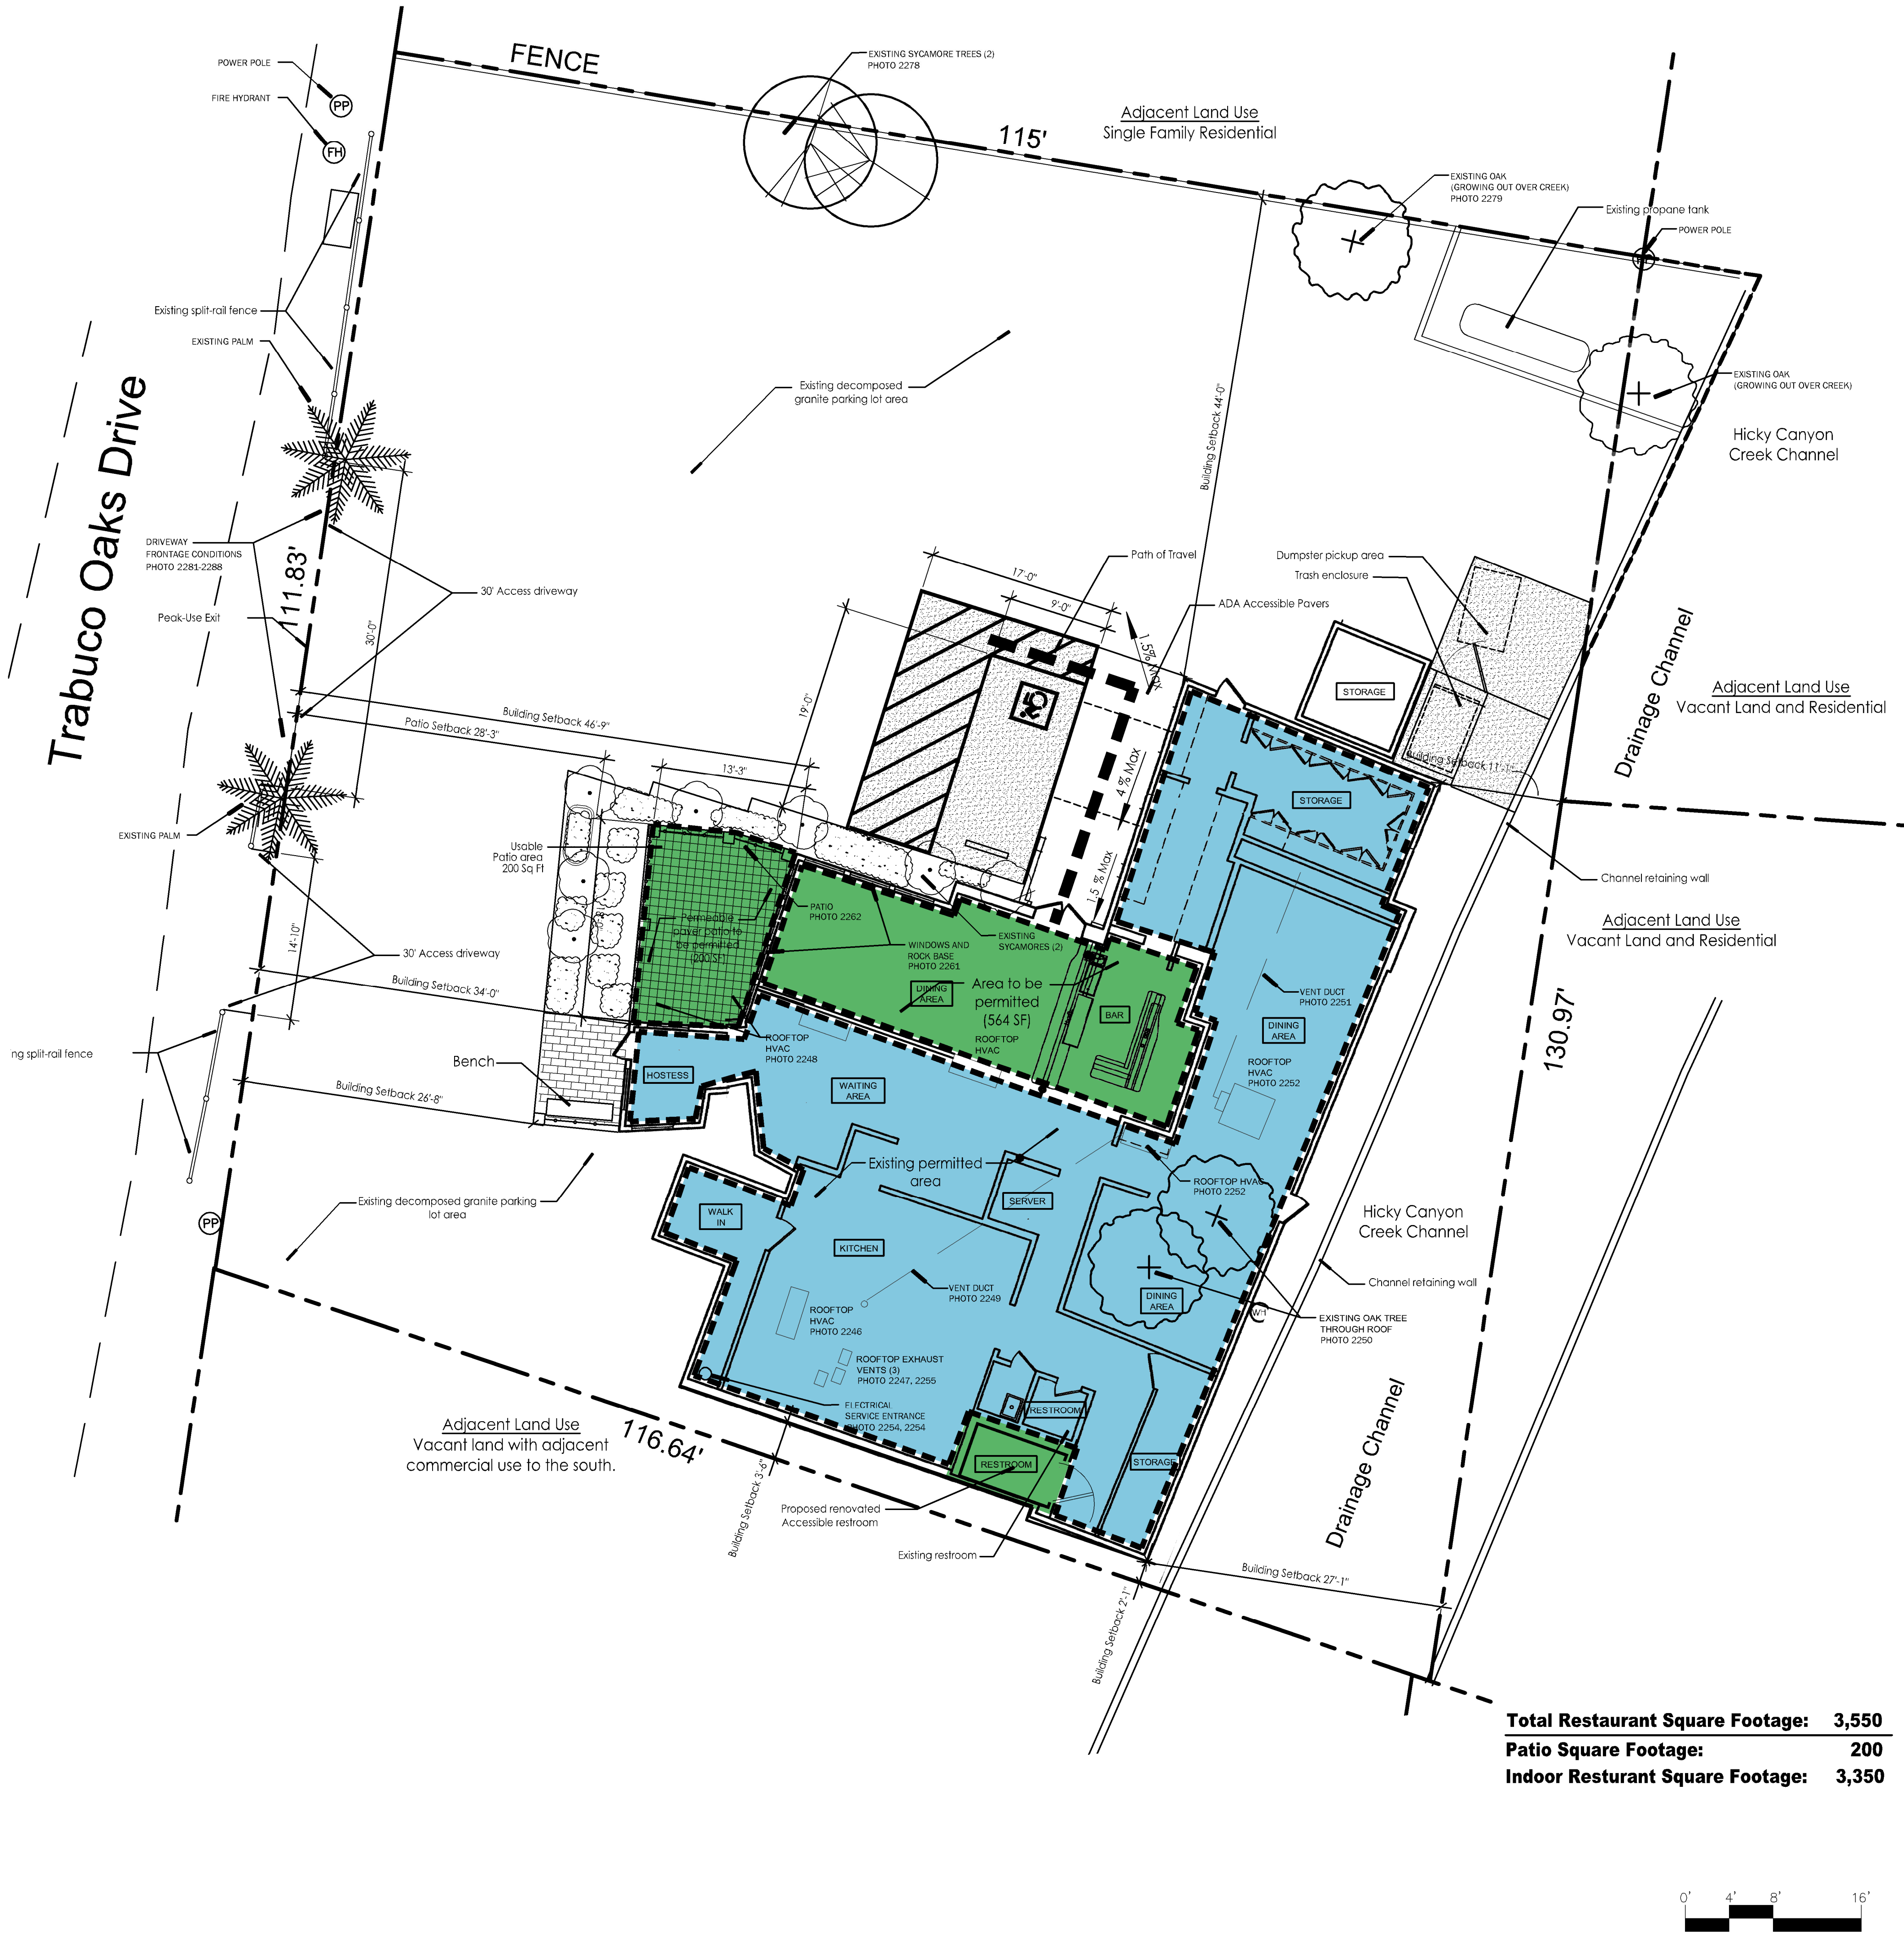 FENCE
POWER POLE
PP
FIRE HYDRANT
FH
EXISTING SYCAMORE TREES (2)
PHOTO 2278
115'
Adjacent Land Use
Single Family Residential
EXISTING OAK
(GROWING OUT OVER CREEK)
PHOTO 2279
Existing propane tank
POWER POLE
Existing split-rail fence
EXISTING PALM
Existing decomposed
granite parking lot area
Building Setback 44'-0"
EXISTING OAK
(GROWING OUT OVER CREEK)
Hicky Canyon
Creek Channel
Trabuco Oaks Drive
DRIVEWAY
FRONTAGE CONDITIONS
PHOTO 2281-2288
111.83'
30' Access driveway
Peak-Use Exit
30'-0"
17'-0"
9'-0"
Path of Travel
1.5% Max
ADA Accessible Pavers
Dumpster pickup area
Trash enclosure
Drainage Channel
STORAGE
Adjacent Land Use
Vacant Land and Residential
Building Setback 46'-9"
Patio Setback 28'-3"
19'-0"
13'-3"
4 % Max
Building Setback 11'-1"
STORAGE
EXISTING PALM
Usable
Patio area
200 Sq Ft
1.5 % Max
Channel retaining wall
PATIO
PHOTO 2262
Permeable
paver patio to
be permitted
(200 SF)
EXISTING
SYCAMORES (2)
WINDOWS AND
ROCK BASE
PHOTO 2261
Adjacent Land Use
Vacant Land and Residential
14'-10"
30' Access driveway
Building Setback 34'-0"
DINING
AREA
Area to be
permitted
(564 SF)
BAR
VENT DUCT
PHOTO 2251
DINING
AREA
130.97'
ROOFTOP
HVAC
PHOTO 2248
ROOFTOP
HVAC
ROOFTOP
HVAC
PHOTO 2252
ng split-rail fence
Bench
HOSTESS
WAITING
AREA
Building Setback 26'-8"
Existing permitted
area
ROOFTOP HVAC
PHOTO 2252
Existing decomposed granite parking
lot area
PP
WALK
IN
SERVER
KITCHEN
Hicky Canyon
Creek Channel
Channel retaining wall
VENT DUCT
PHOTO 2249
DINING
AREA
WH
ROOFTOP
HVAC
PHOTO 2246
EXISTING OAK TREE
THROUGH ROOF
PHOTO 2250
ROOFTOP EXHAUST
VENTS (3)
PHOTO 2247, 2255
ELECTRICAL
SERVICE ENTRANCE
PHOTO 2254, 2254
RESTROOM
Adjacent Land Use
Vacant land with adjacent
commercial use to the south.
116.64'
RESTROOM
STORAGE
Drainage Channel
Building Setback 3'-6"
Proposed renovated
Accessible restroom
Existing restroom
Building Setback 27'-1"
Building Setback 2'-1"
Total Restaurant Square Footage: 3,550
Patio Square Footage: 200
Indoor Resturant Square Footage: 3,350
0' 4' 8' 16'